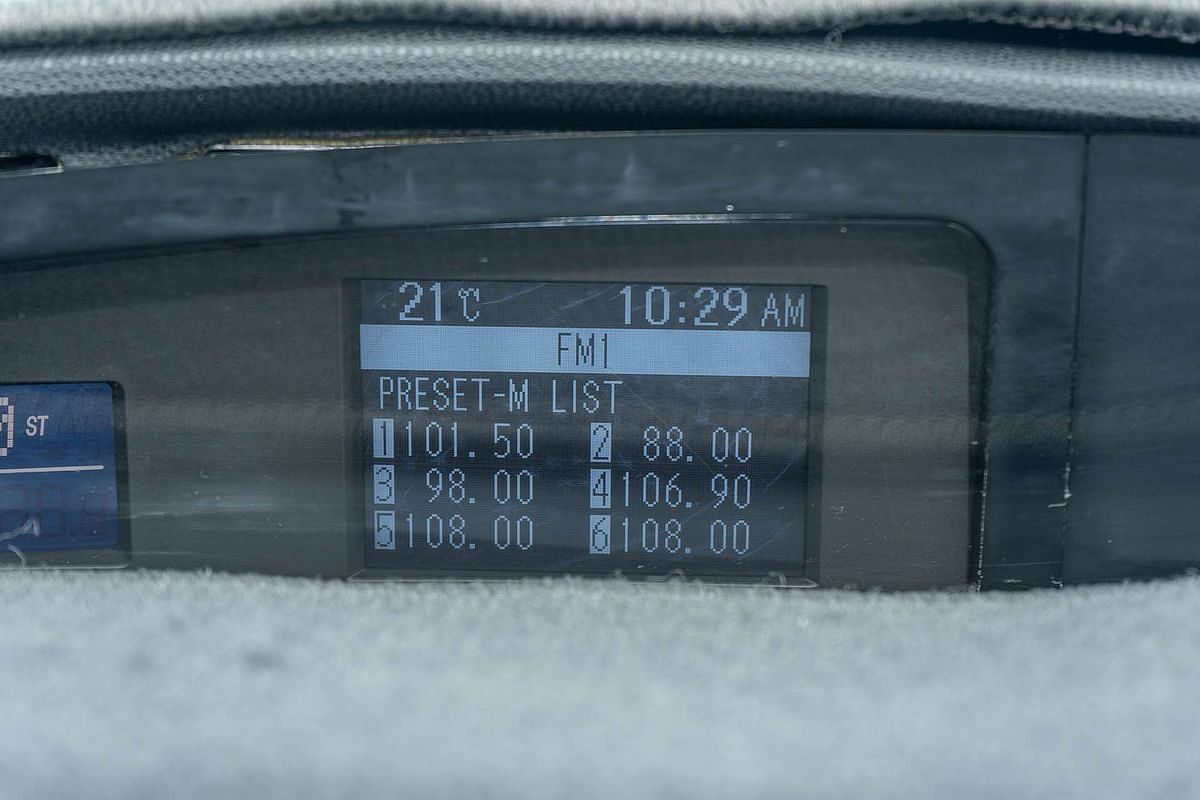 21 ℃ 10:29 AM
FM1
PRESET-M LIST
1 101.50 2 88.00
3 98.00 4 106.90
5 108.00 6 108.00
ST